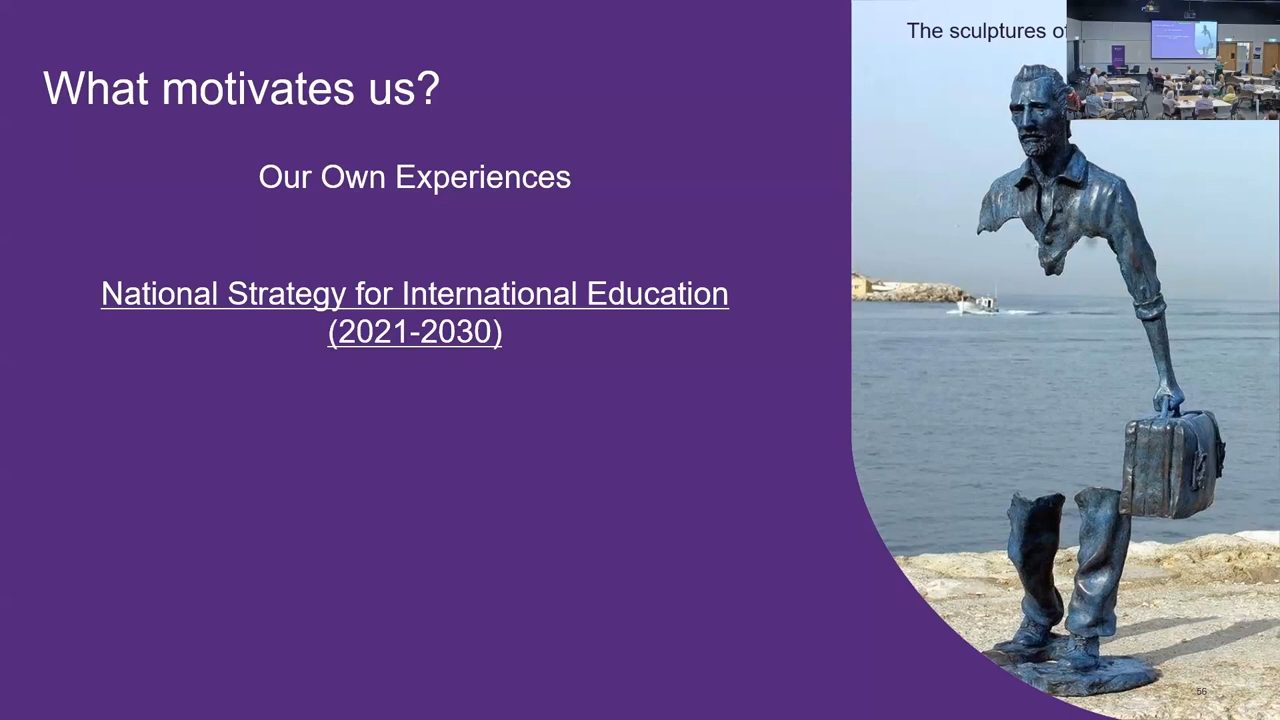 What motivates us?
The sculptures of
Our Own Experiences
National Strategy for International Education
(2021-2030)
56